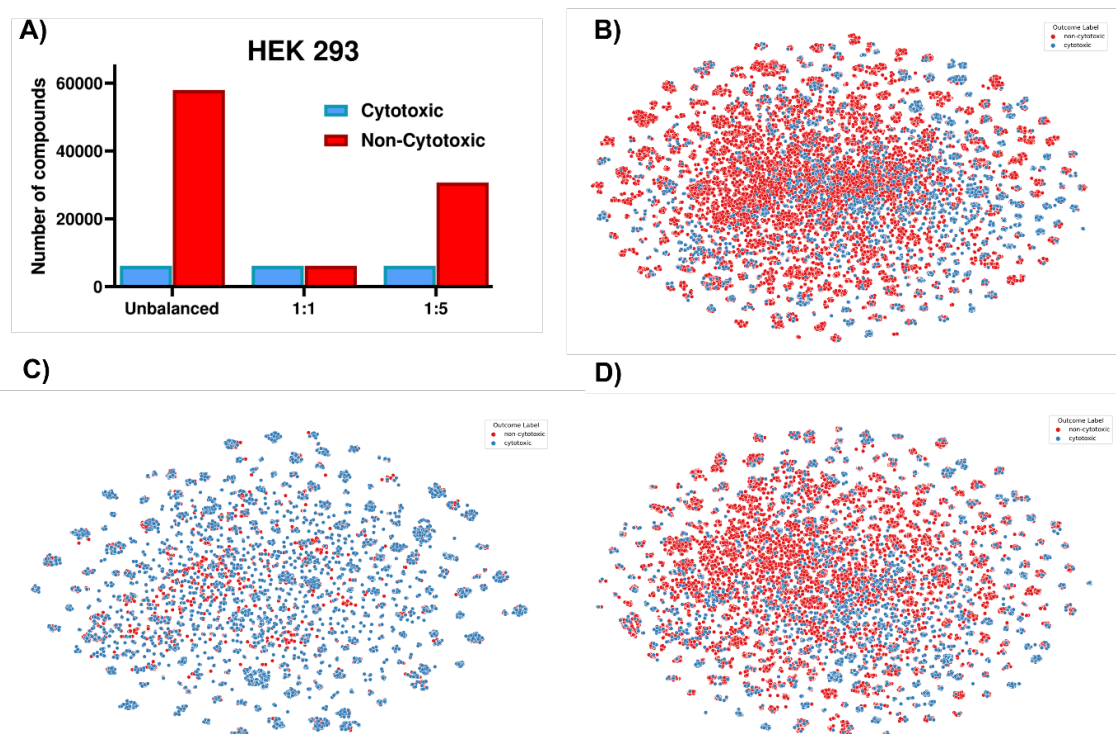 A)
HEK 293
Number of compounds
60000
40000
20000
0
Cytotoxic
Non-Cytotoxic
Unbalanced
1:1
1:5
B)
Outcome Label
non-cytotoxic
cytotoxic
C)
Outcome Label
non-cytotoxic
cytotoxic
D)
Outcome Label
non-cytotoxic
cytotoxic